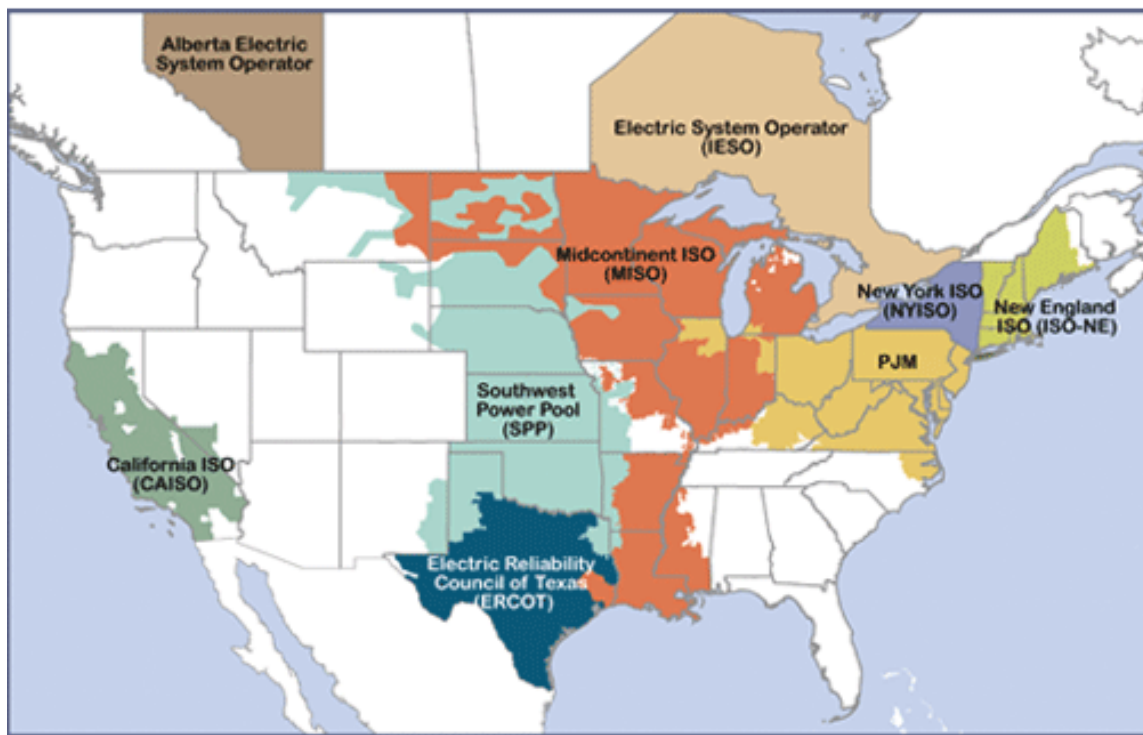 Alberta Electric
System Operator
Electric System Operator
(IESO)
Midcontinent ISO
(MISO)
New York ISO
(NYISO)
New England
ISO (ISO-NE)
PJM
Southwest
Power Pool
(SPP)
California ISO
(CAISO)
Electric Reliability
Council of Texas
(ERCOT)